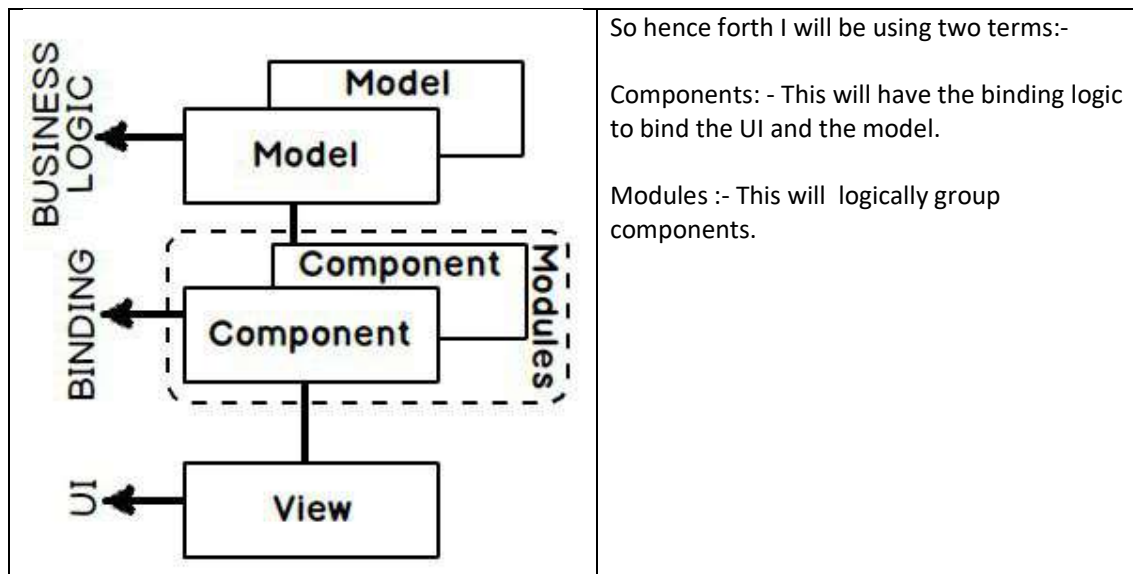 BUSINESS
LOGIC
Model
Model
BINDING
Component
Component
Modules
UI
View
So hence forth I will be using two terms:-
Components: - This will have the binding logic
to bind the UI and the model.
Modules :- This will  logically group
components.